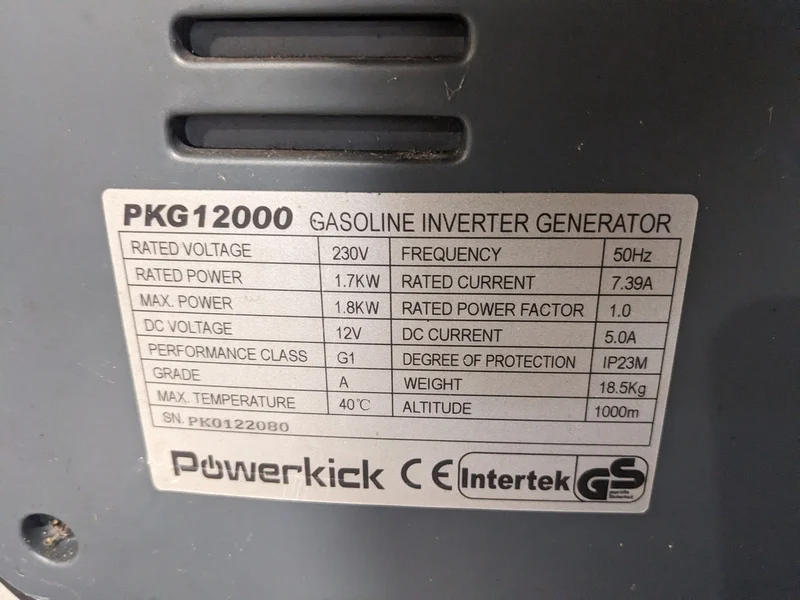 PKG12000 GASOLINE INVERTER GENERATOR
RATED VOLTAGE 230V FREQUENCY 50Hz
RATED POWER 1.7KW RATED CURRENT 7.39A
MAX. POWER 1.8KW RATED POWER FACTOR 1.0
DC VOLTAGE 12V DC CURRENT 5.0A
PERFORMANCE CLASS G1 DEGREE OF PROTECTION IP23M
GRADE A WEIGHT 18.5Kg
MAX. TEMPERATURE 40℃ ALTITUDE 1000m
SN. PK0122080
Powerkick CE Intertek GS
geprüfte
Sicherheit